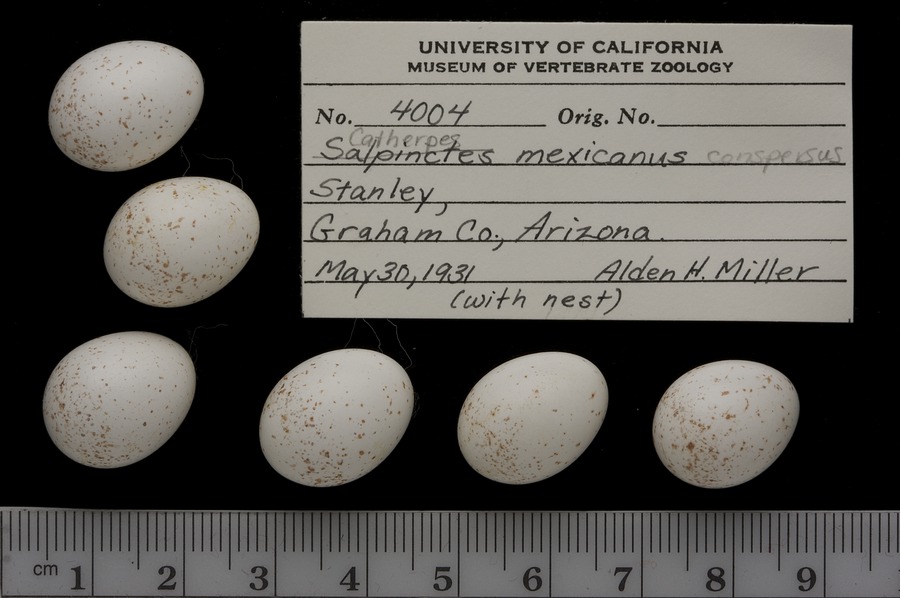 UNIVERSITY OF CALIFORNIA
MUSEUM OF VERTEBRATE ZOOLOGY
No. 4004 Orig. No.
Catherpes
Salpinctes mexicanus conspersus
Stanley,
Graham Co., Arizona.
May 30, 1931 Alden H. Miller
(with nest)
cm 1 2 3 4 5 6 7 8 9